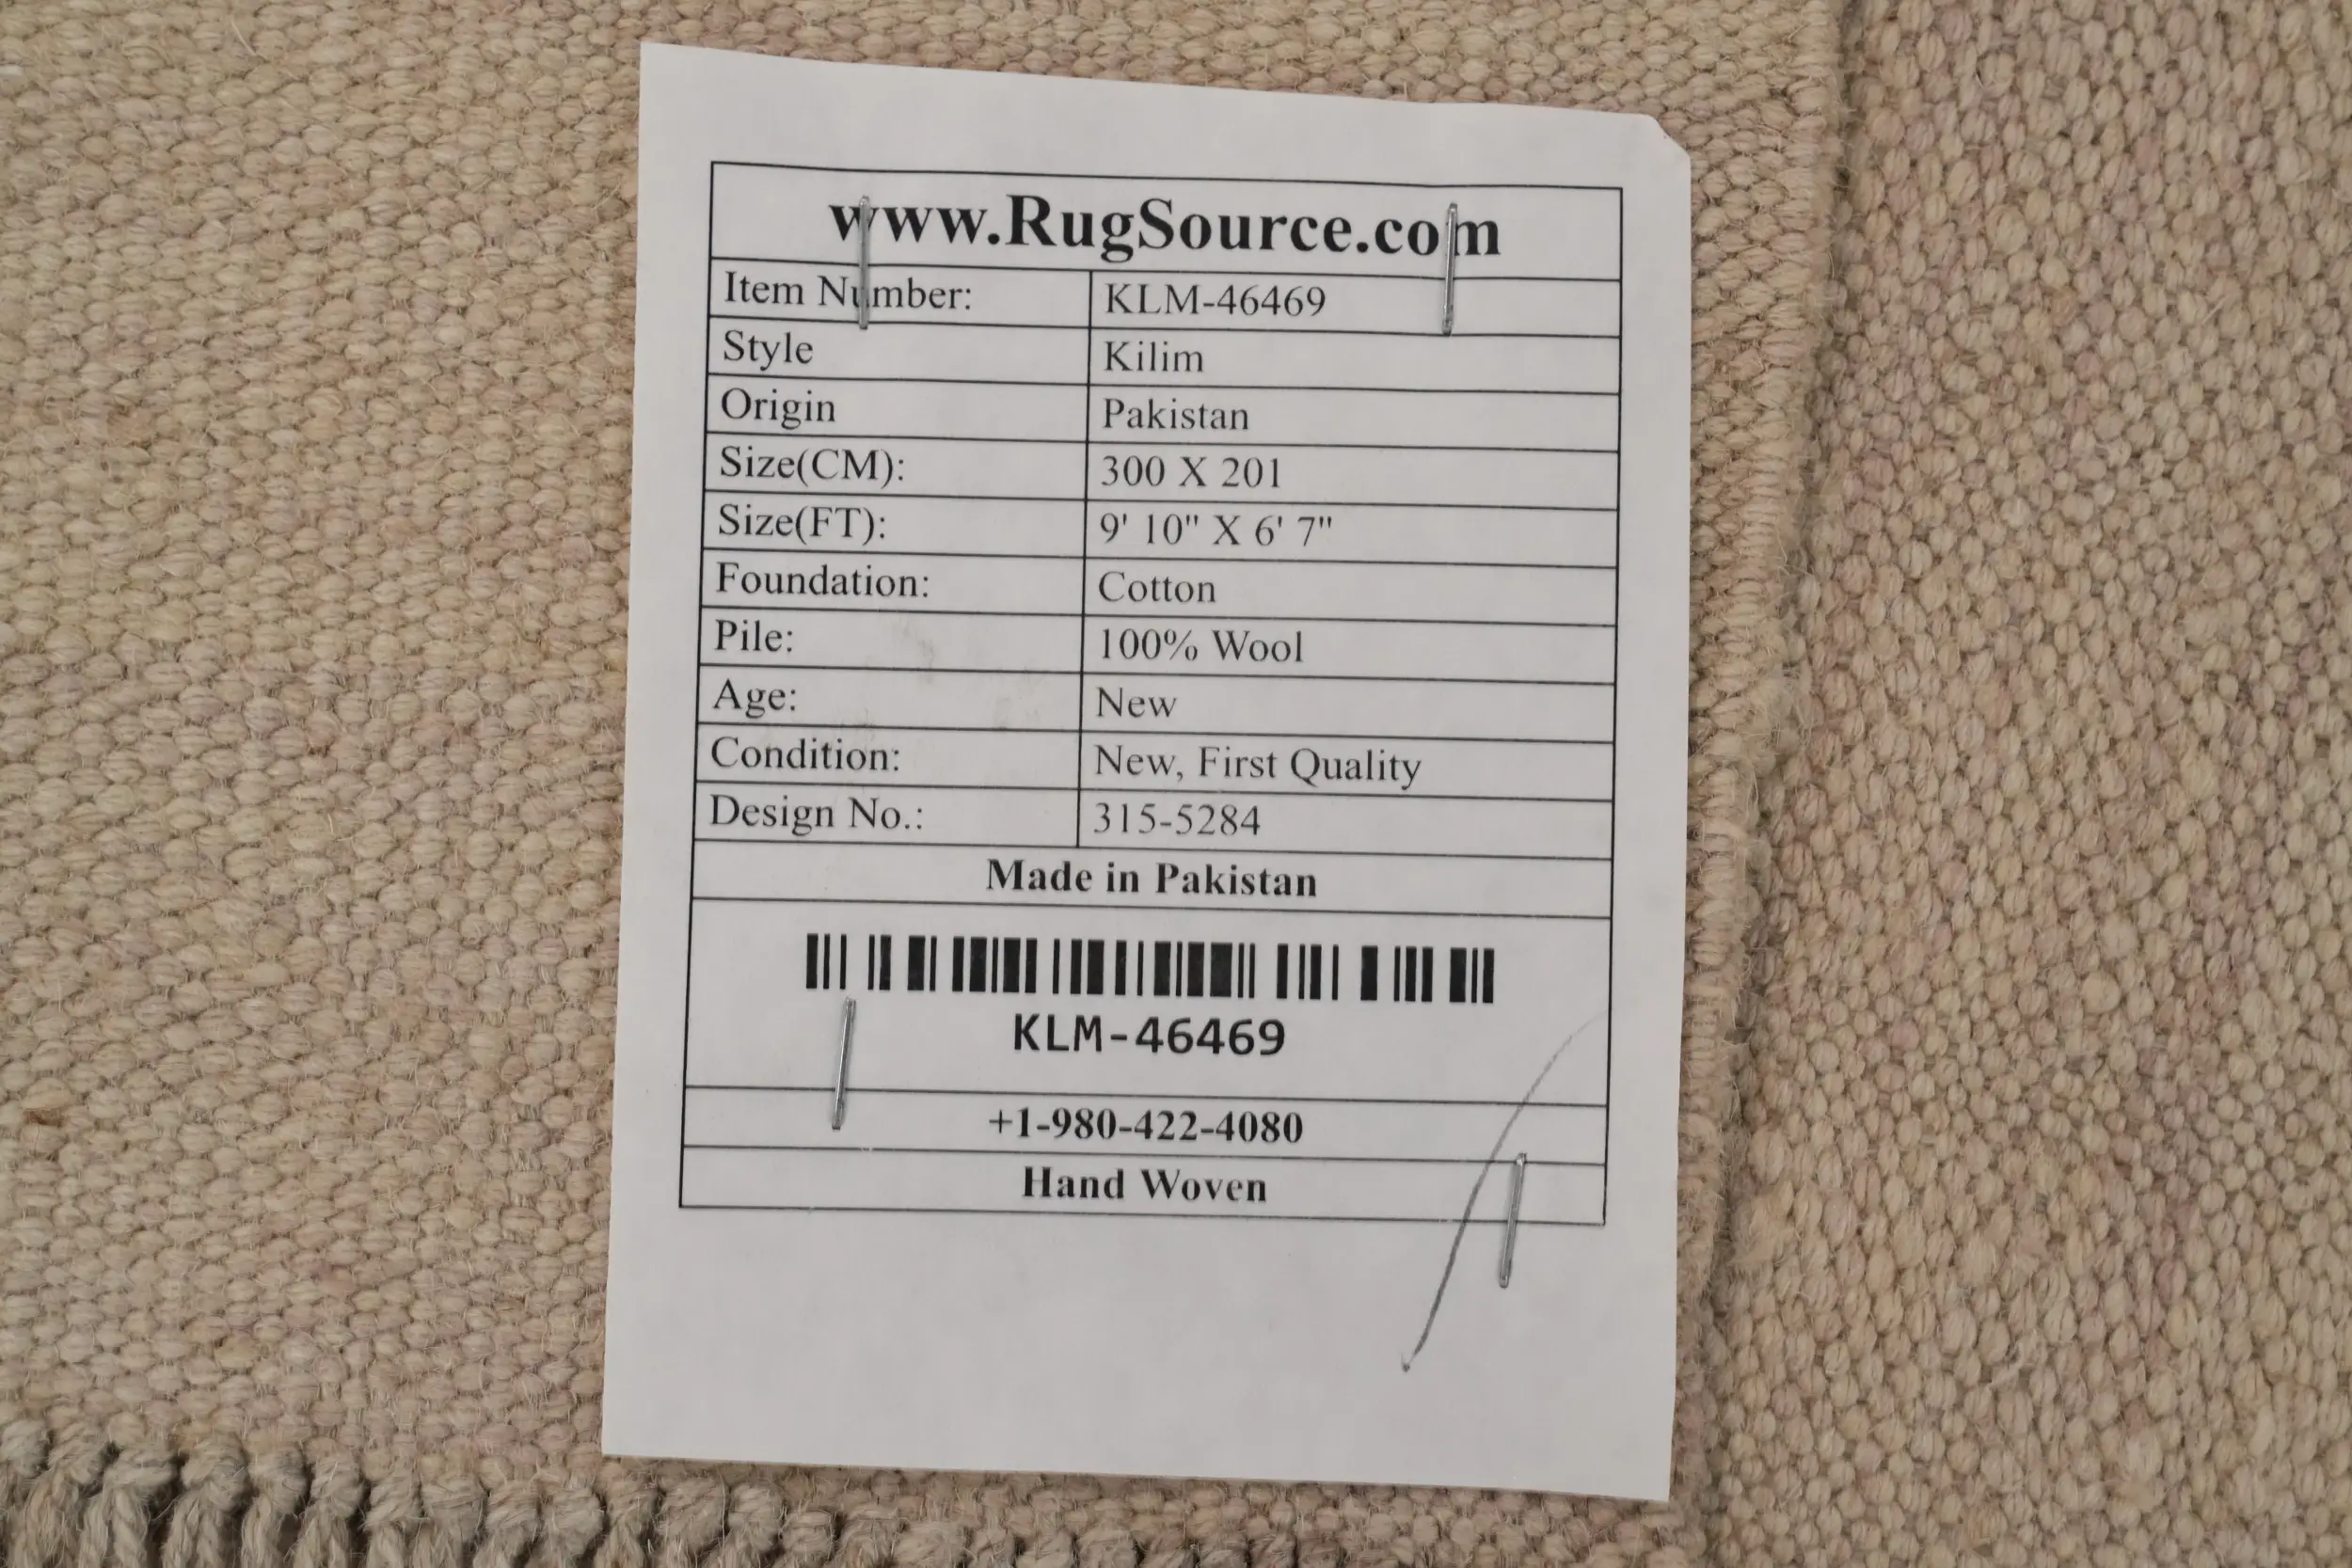 www.RugSource.com
Item Number: KLM-46469
Style Kilim
Origin Pakistan
Size(CM): 300 X 201
Size(FT): 9' 10" X 6' 7"
Foundation: Cotton
Pile: 100% Wool
Age: New
Condition: New, First Quality
Design No.: 315-5284
Made in Pakistan
KLM-46469
+1-980-422-4080
Hand Woven